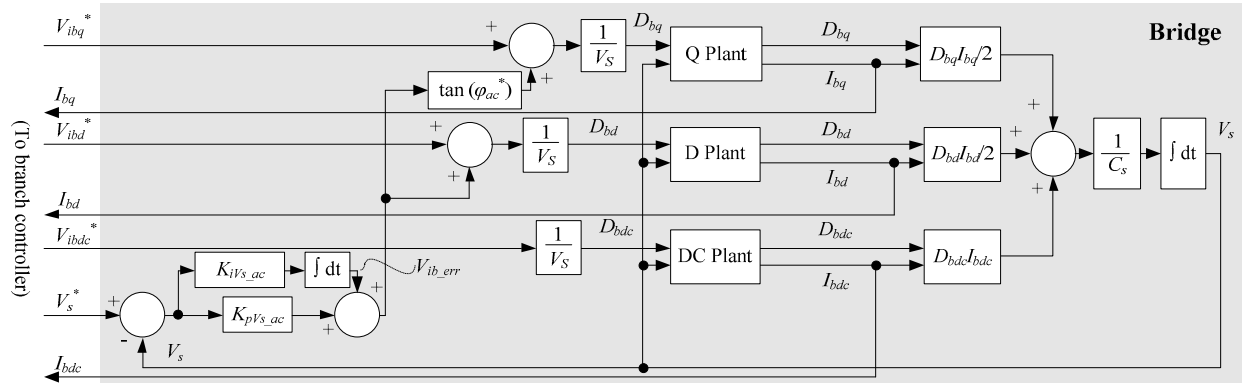 V_ibq*
+
+
1/V_S
D_bq
Q Plant
D_bq
I_bq
D_bq I_bq/2
Bridge
tan (φ_ac*)
I_bq
V_ibd*
+
+
1/V_S
D_bd
D Plant
D_bd
I_bd
D_bd I_bd/2
+
+
+
1/C_s
∫ dt
V_s
I_bd
V_ibdc*
1/V_S
D_bdc
DC Plant
D_bdc
I_bdc
D_bdc I_bdc
K_iVs_ac
∫ dt
V_ib_err
V_s*
+
-
K_pVs_ac
+
+
V_s
I_bdc
(To branch controller)